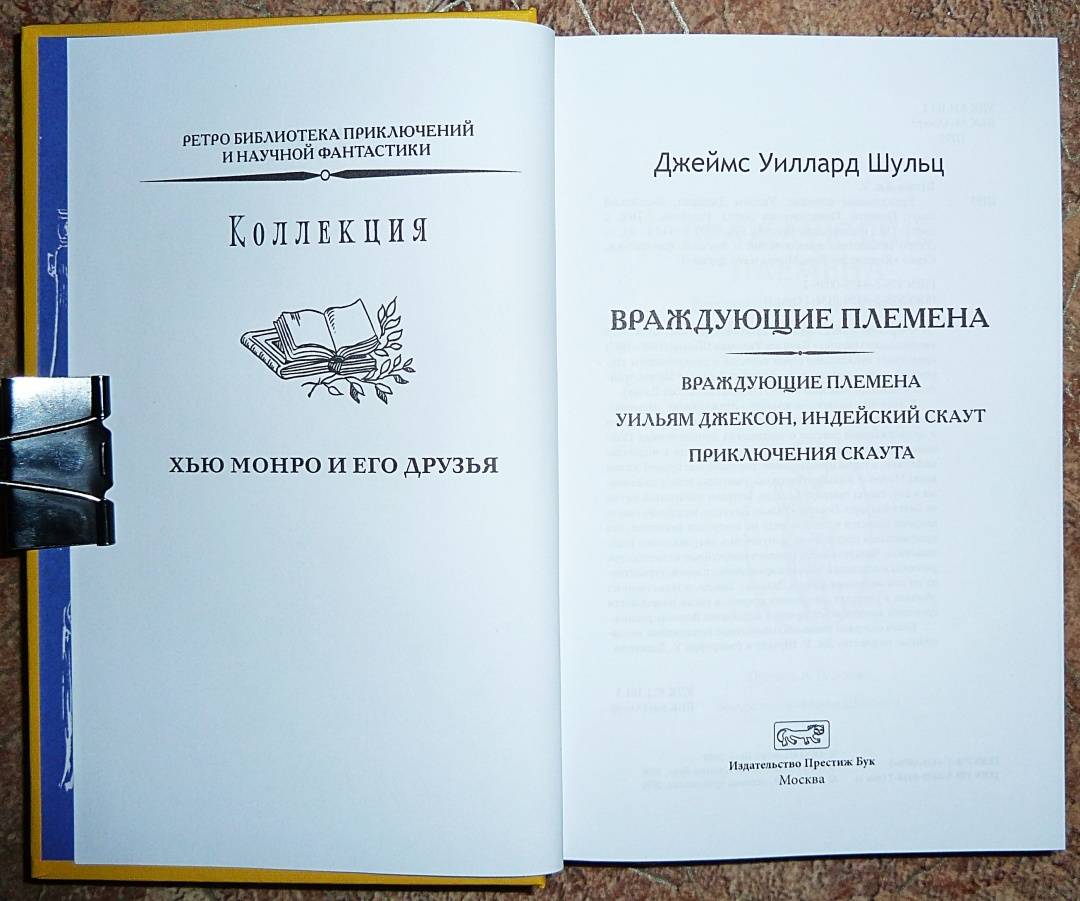 РЕТРО БИБЛИОТЕКА ПРИКЛЮЧЕНИЙ
И НАУЧНОЙ ФАНТАСТИКИ
Коллекция
ХЬЮ МОНРО И ЕГО ДРУЗЬЯ
Джеймс Уиллард Шульц
ВРАЖДУЮЩИЕ ПЛЕМЕНА
ВРАЖДУЮЩИЕ ПЛЕМЕНА
УИЛЬЯМ ДЖЕКСОН, ИНДЕЙСКИЙ СКАУТ
ПРИКЛЮЧЕНИЯ СКАУТА
Издательство Престиж Бук
Москва